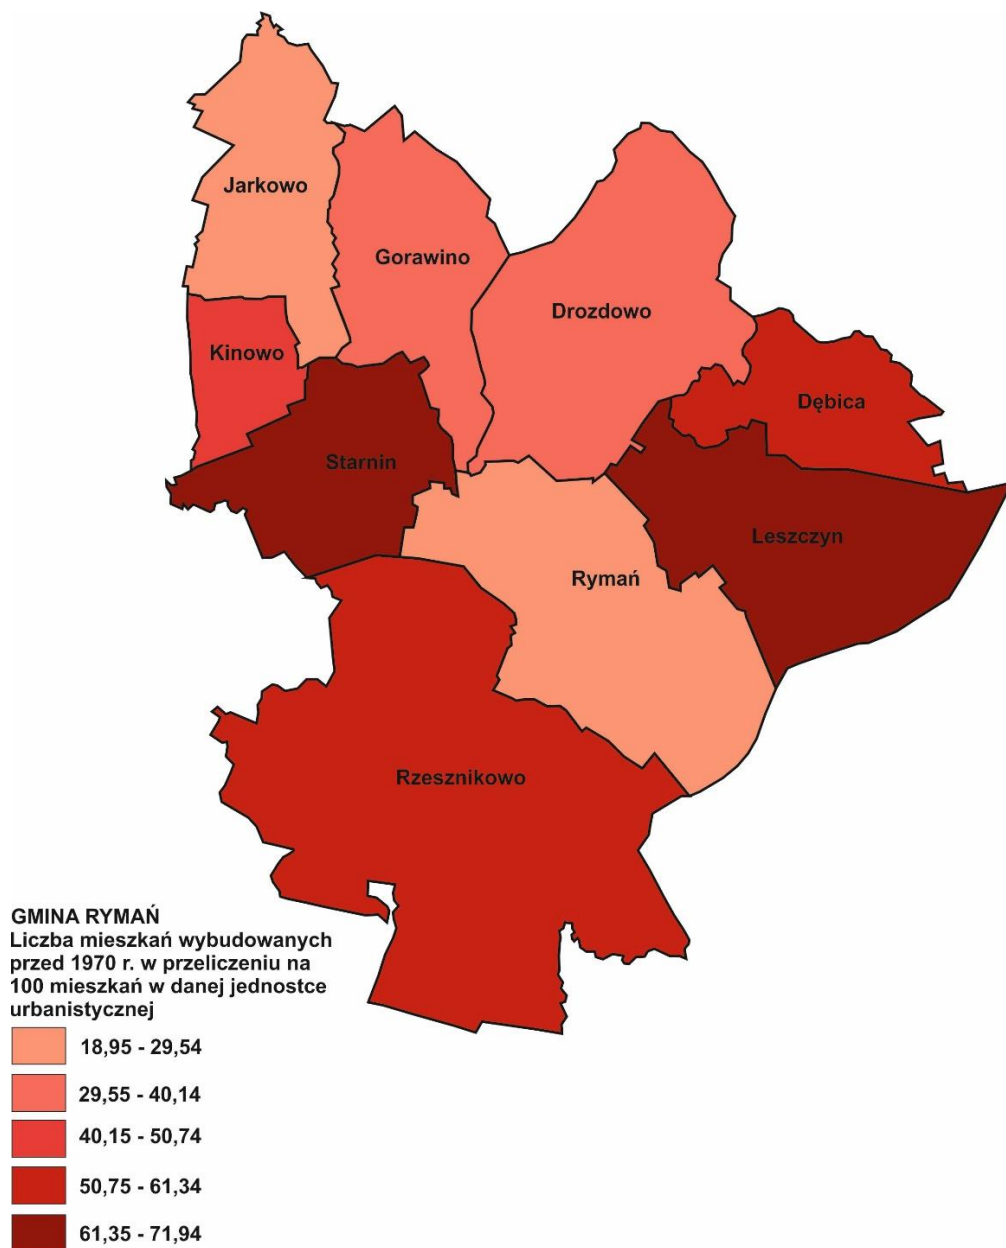 Jarkowo
Gorawino
Drozdowo
Kinowo
Dębica
Starnin
Leszczyn
Rymań
Rzesznikowo
GMINA RYMAŃ
Liczba mieszkań wybudowanych
przed 1970 r. w przeliczeniu na
100 mieszkań w danej jednostce
urbanistycznej
18,95 - 29,54
29,55 - 40,14
40,15 - 50,74
50,75 - 61,34
61,35 - 71,94